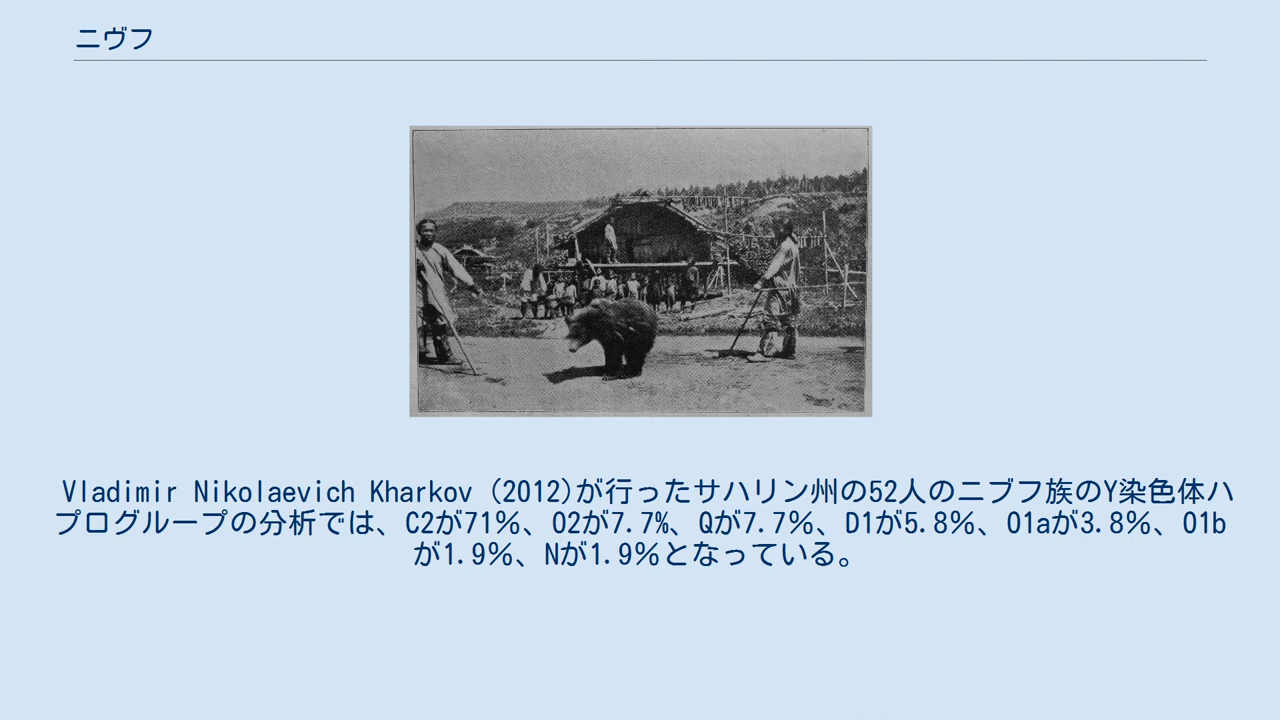 ニヴフ
Vladimir Nikolaevich Kharkov (2012)が行ったサハリン州の52人のニブフ族のY染色体ハ
プログループの分析では、C2が71％、O2が7.7%、Qが7.7％、D1が5.8％、O1aが3.8％、O1b
が1.9％、Nが1.9％となっている。